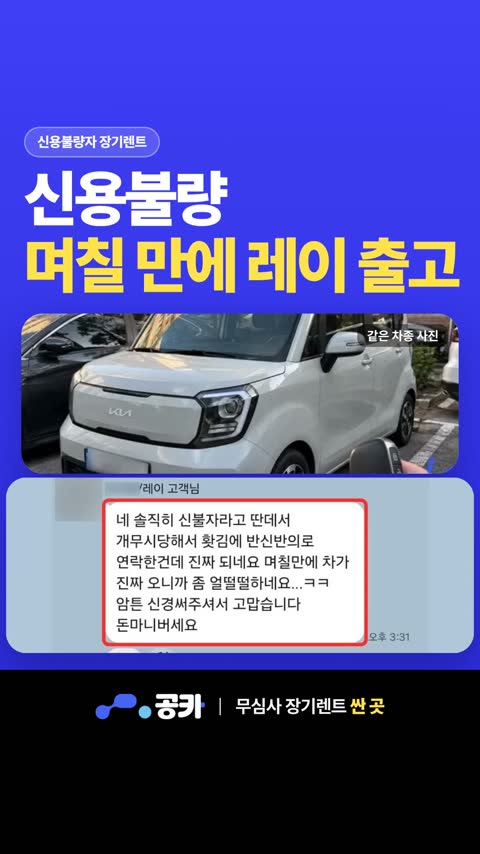 신용불량자 장기렌트
신용불량
며칠 만에 레이 출고
같은 차종 사진
KIA
/레이 고객님
네 솔직히 신불자라고 딴데서
개무시당해서 홧김에 반신반의로
연락한건데 진짜 되네요 며칠만에 차가
진짜 오니까 좀 얼떨떨하네요...ㅋㅋ
암튼 신경써주셔서 고맙습니다
돈마니버세요
오후 3:31
공카 | 무심사 장기렌트 싼 곳